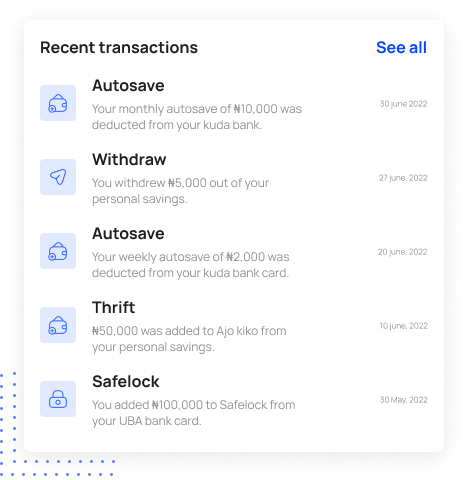 Recent transactions
See all
Autosave
Your monthly autosave of ₦10,000 was
deducted from your kuda bank.
30 june 2022
Withdraw
You withdrew ₦5,000 out of your
personal savings.
27 june, 2022
Autosave
Your weekly autosave of ₦2,000 was
deducted from your kuda bank card.
20 june, 2022
Thrift
₦50,000 was added to Ajo kiko from
your personal savings.
10 june, 2022
Safelock
You added ₦100,000 to Safelock from
your UBA bank card.
30 May, 2022